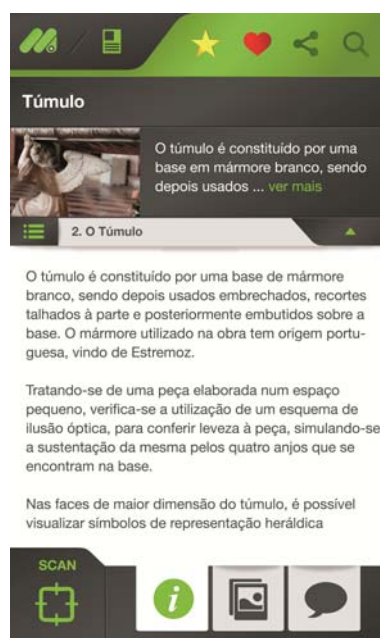 Túmulo
O túmulo é constituído por uma
base em mármore branco, sendo
depois usados ... ver mais
2. O Túmulo
O túmulo é constituído por uma base de mármore
branco, sendo depois usados embrechados, recortes
talhados à parte e posteriormente embutidos sobre a
base. O mármore utilizado na obra tem origem portu-
guesa, vindo de Estremoz.
Tratando-se de uma peça elaborada num espaço
pequeno, verifica-se a utilização de um esquema de
ilusão óptica, para conferir leveza à peça, simulando-se
a sustentação da mesma pelos quatro anjos que se
encontram na base.
Nas faces de maior dimensão do túmulo, é possível
visualizar símbolos de representação heráldica
SCAN